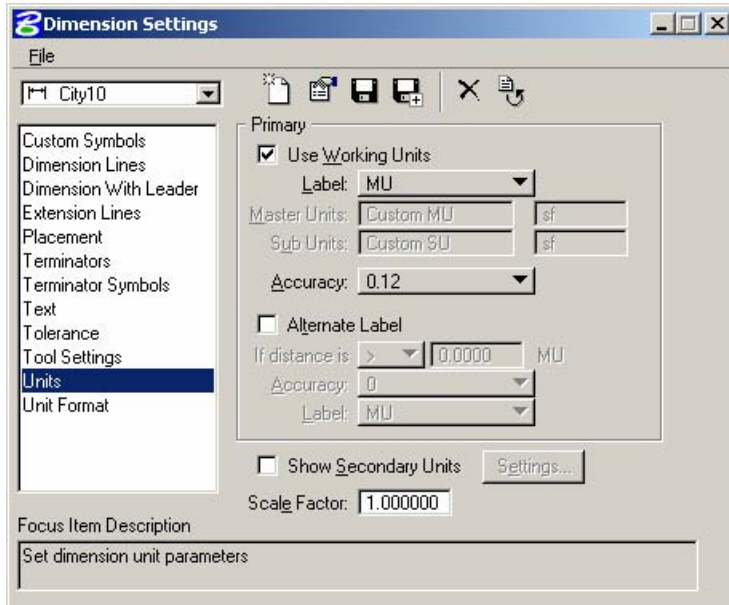 Dimension Settings
File
City10
Custom Symbols
Dimension Lines
Dimension With Leader
Extension Lines
Placement
Terminators
Terminator Symbols
Text
Tolerance
Tool Settings
Units
Unit Format
Primary
Use Working Units
Label: MU
Master Units: Custom MU sf
Sub Units: Custom SU sf
Accuracy: 0.12
Alternate Label
If distance is > 0.0000 MU
Accuracy: 0
Label: MU
Show Secondary Units Settings...
Scale Factor: 1.000000
Focus Item Description
Set dimension unit parameters